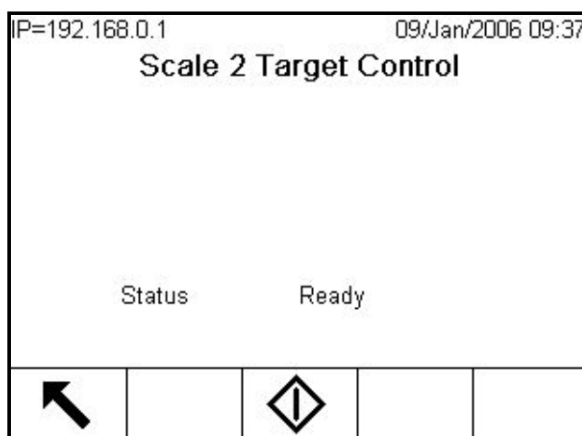 IP=192.168.0.1 09/Jan/2006 09:37
Scale 2 Target Control
Status Ready